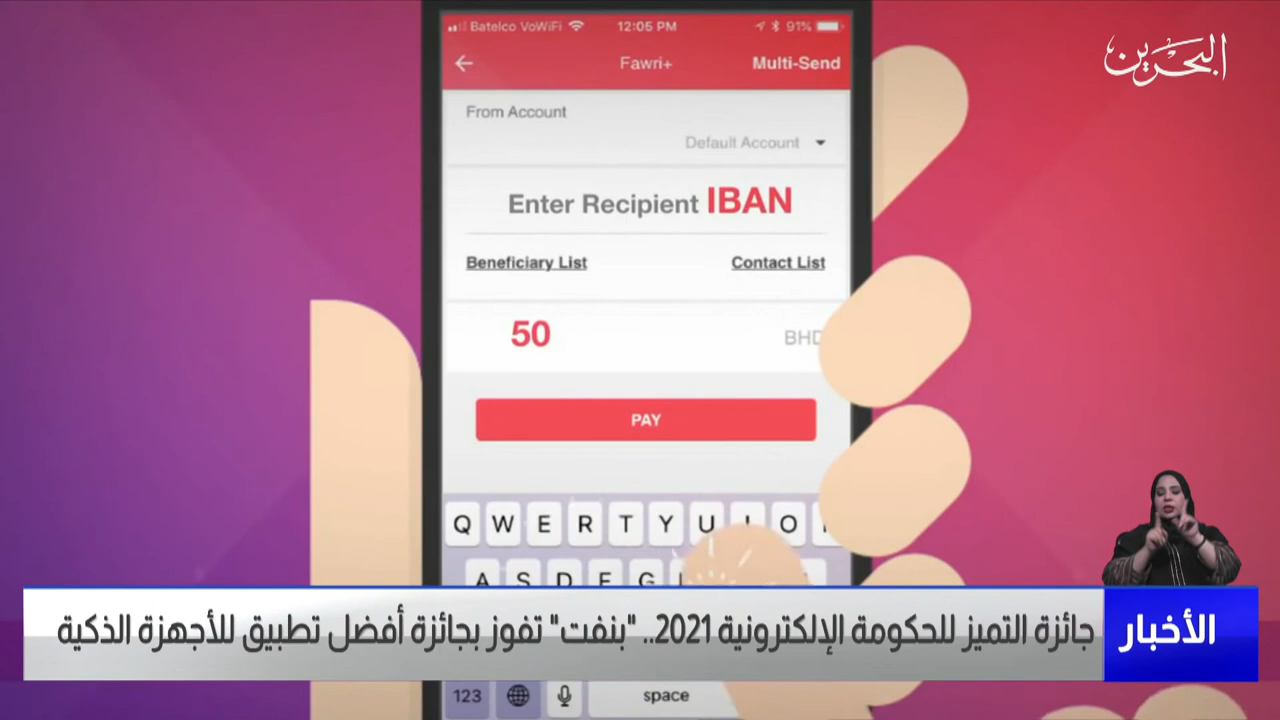 Batelco VoWiFi 12:05 PM 91%
Fawri+ Multi-Send
البحرين
From Account
Default Account
Enter Recipient IBAN
Beneficiary List Contact List
50 BHD
PAY
Q W E R T Y U I O
A S D F G
جائزة التميز للحكومة الإلكترونية 2021.. "بنفت" تفوز بجائزة أفضل تطبيق للأجهزة الذكية
الأخبار
123 space